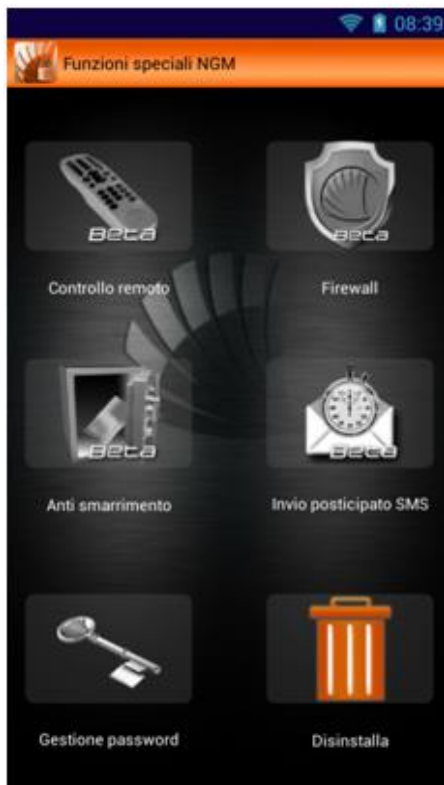 08:39
Funzioni speciali NGM
Beta
Beta
Controllo remoto
Firewall
Beta
Beta
Anti smarrimento
Invio posticipato SMS
Gestione password
Disinstalla